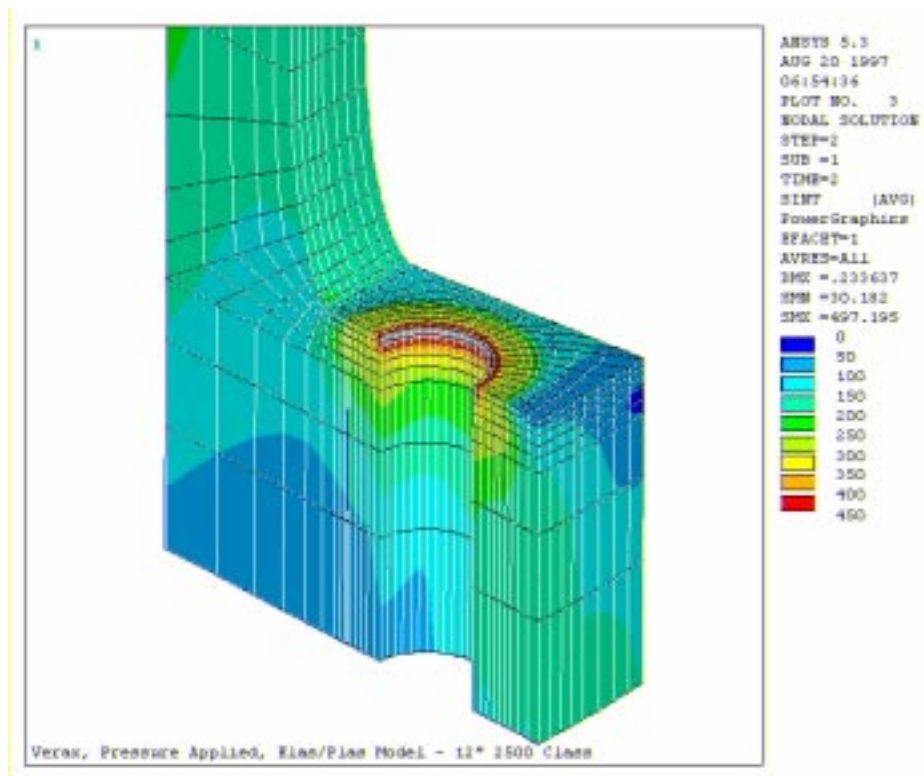 1
ANSYS 5.3
AUG 20 1997
06:54:36
PLOT NO. 3
NODAL SOLUTION
STEP=2
SUB =1
TIME=2
SINT (AVG)
PowerGraphics
EFACET=1
AVRES=All
DMX =.233637
SMN =30.182
SMX =497.195
0
50
100
150
200
250
300
350
400
450
Verax, Pressure Applied, Elas/Plas Model - 12" 2500 Class